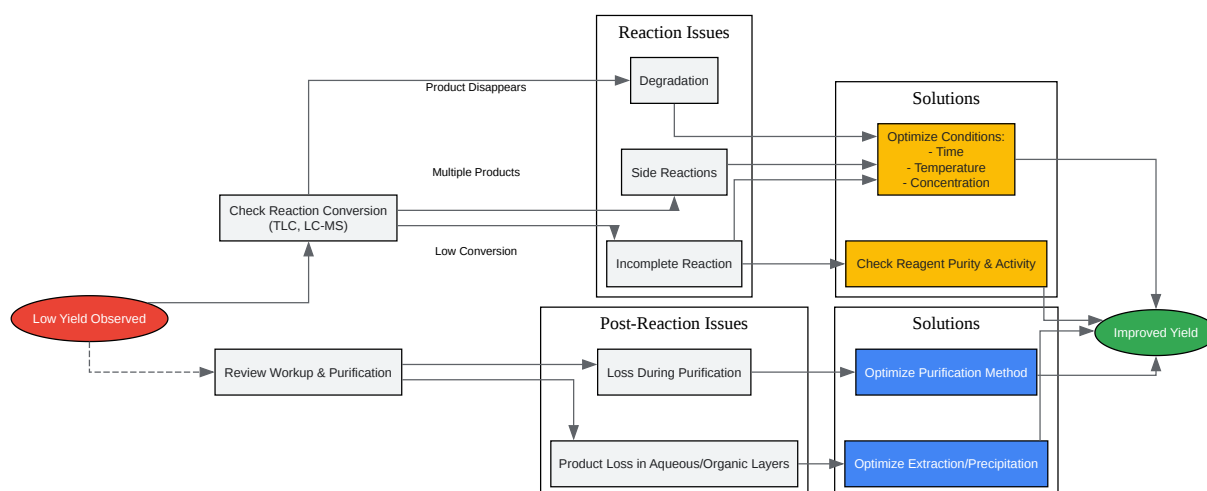 Reaction Issues
Degradation
Product Disappears
Solutions
Optimize Conditions:
- Time
- Temperature
- Concentration
Multiple Products
Side Reactions
Check Reaction Conversion
(TLC, LC-MS)
Low Conversion
Incomplete Reaction
Check Reagent Purity & Activity
Low Yield Observed
Post-Reaction Issues
Solutions
Improved Yield
Review Workup & Purification
Loss During Purification
Optimize Purification Method
Product Loss in Aqueous/Organic Layers
Optimize Extraction/Precipitation